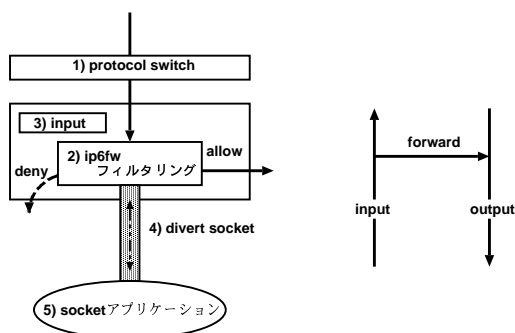 1) protocol switch
3) input
2) ip6fw
フィルタリング
allow
deny
4) divert socket
5) socketアプリケーション
forward
input
output